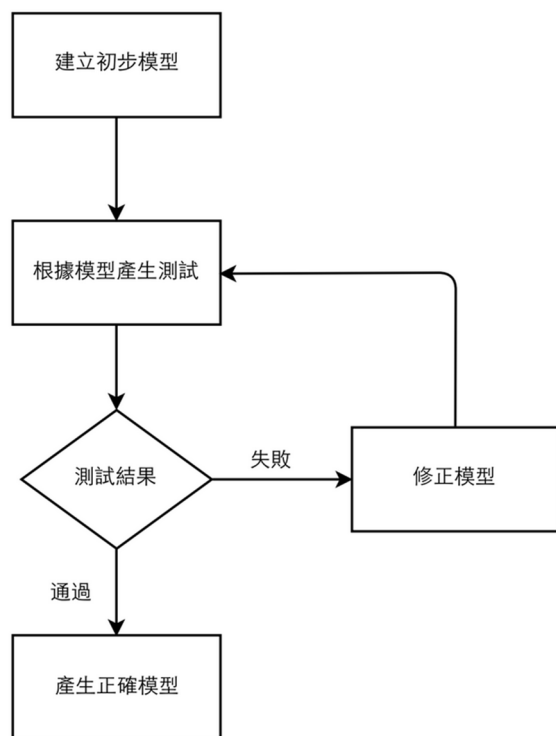 建立初步模型
根據模型產生測試
測試結果
失敗
修正模型
通過
產生正確模型